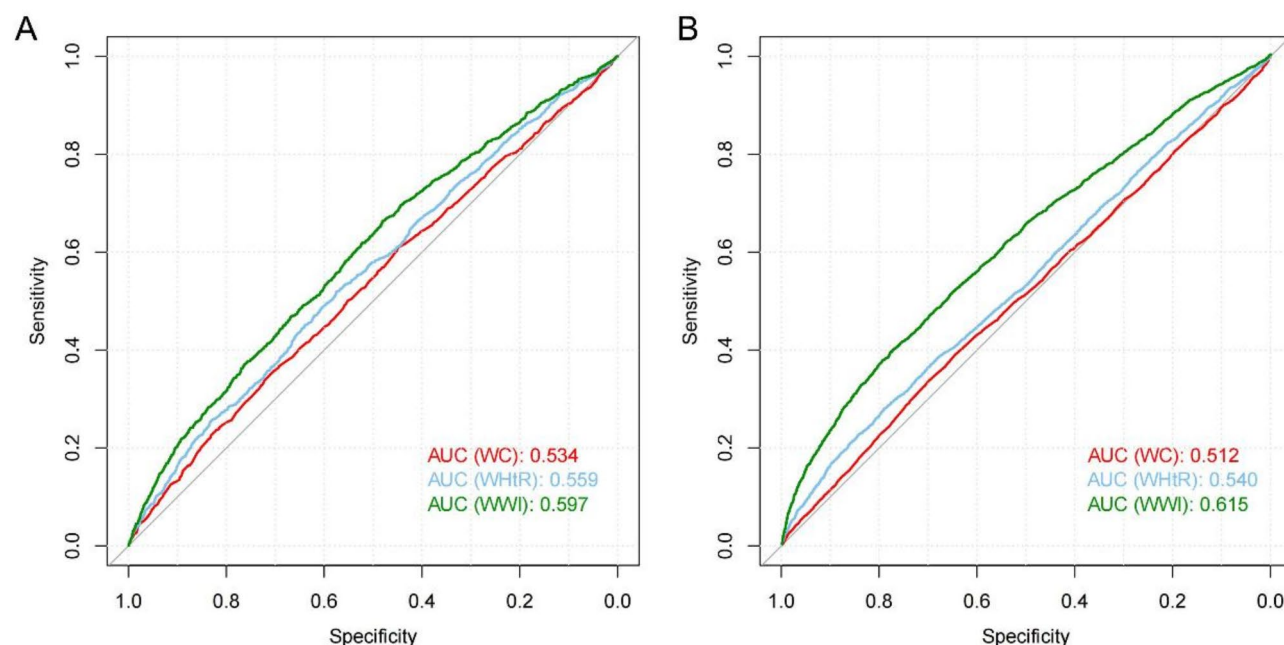 A
1.0
0.8
0.6
0.4
0.2
0.0
Sensitivity
AUC (WC): 0.534
AUC (WHtR): 0.559
AUC (WWI): 0.597
1.0 0.8 0.6 0.4 0.2 0.0
Specificity
B
1.0
0.8
0.6
0.4
0.2
0.0
Sensitivity
AUC (WC): 0.512
AUC (WHtR): 0.540
AUC (WWI): 0.615
1.0 0.8 0.6 0.4 0.2 0.0
Specificity